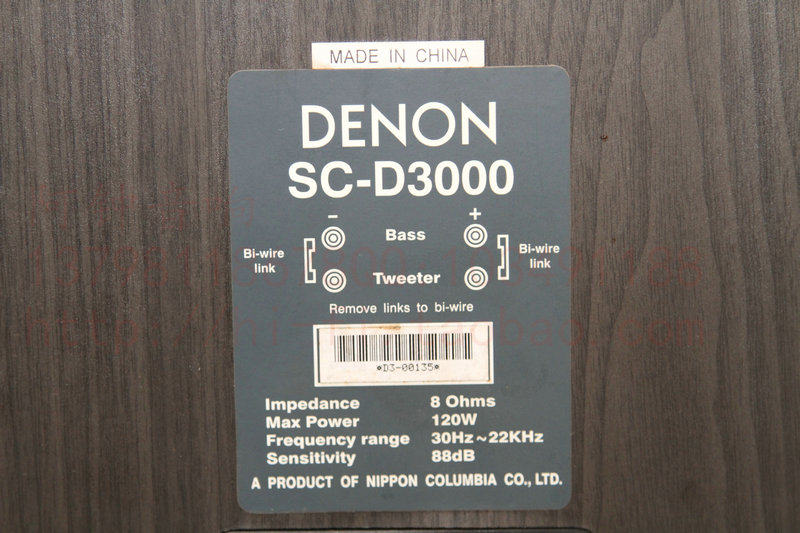 MADE IN CHINA
DENON
SC-D3000
- +
Bass
Bi-wire link Bi-wire link
Tweeter
Remove links to bi-wire
*D3-00135*
Impedance 8 Ohms
Max Power 120W
Frequency range 30Hz~22KHz
Sensitivity 88dB
A PRODUCT OF NIPPON COLUMBIA CO., LTD.